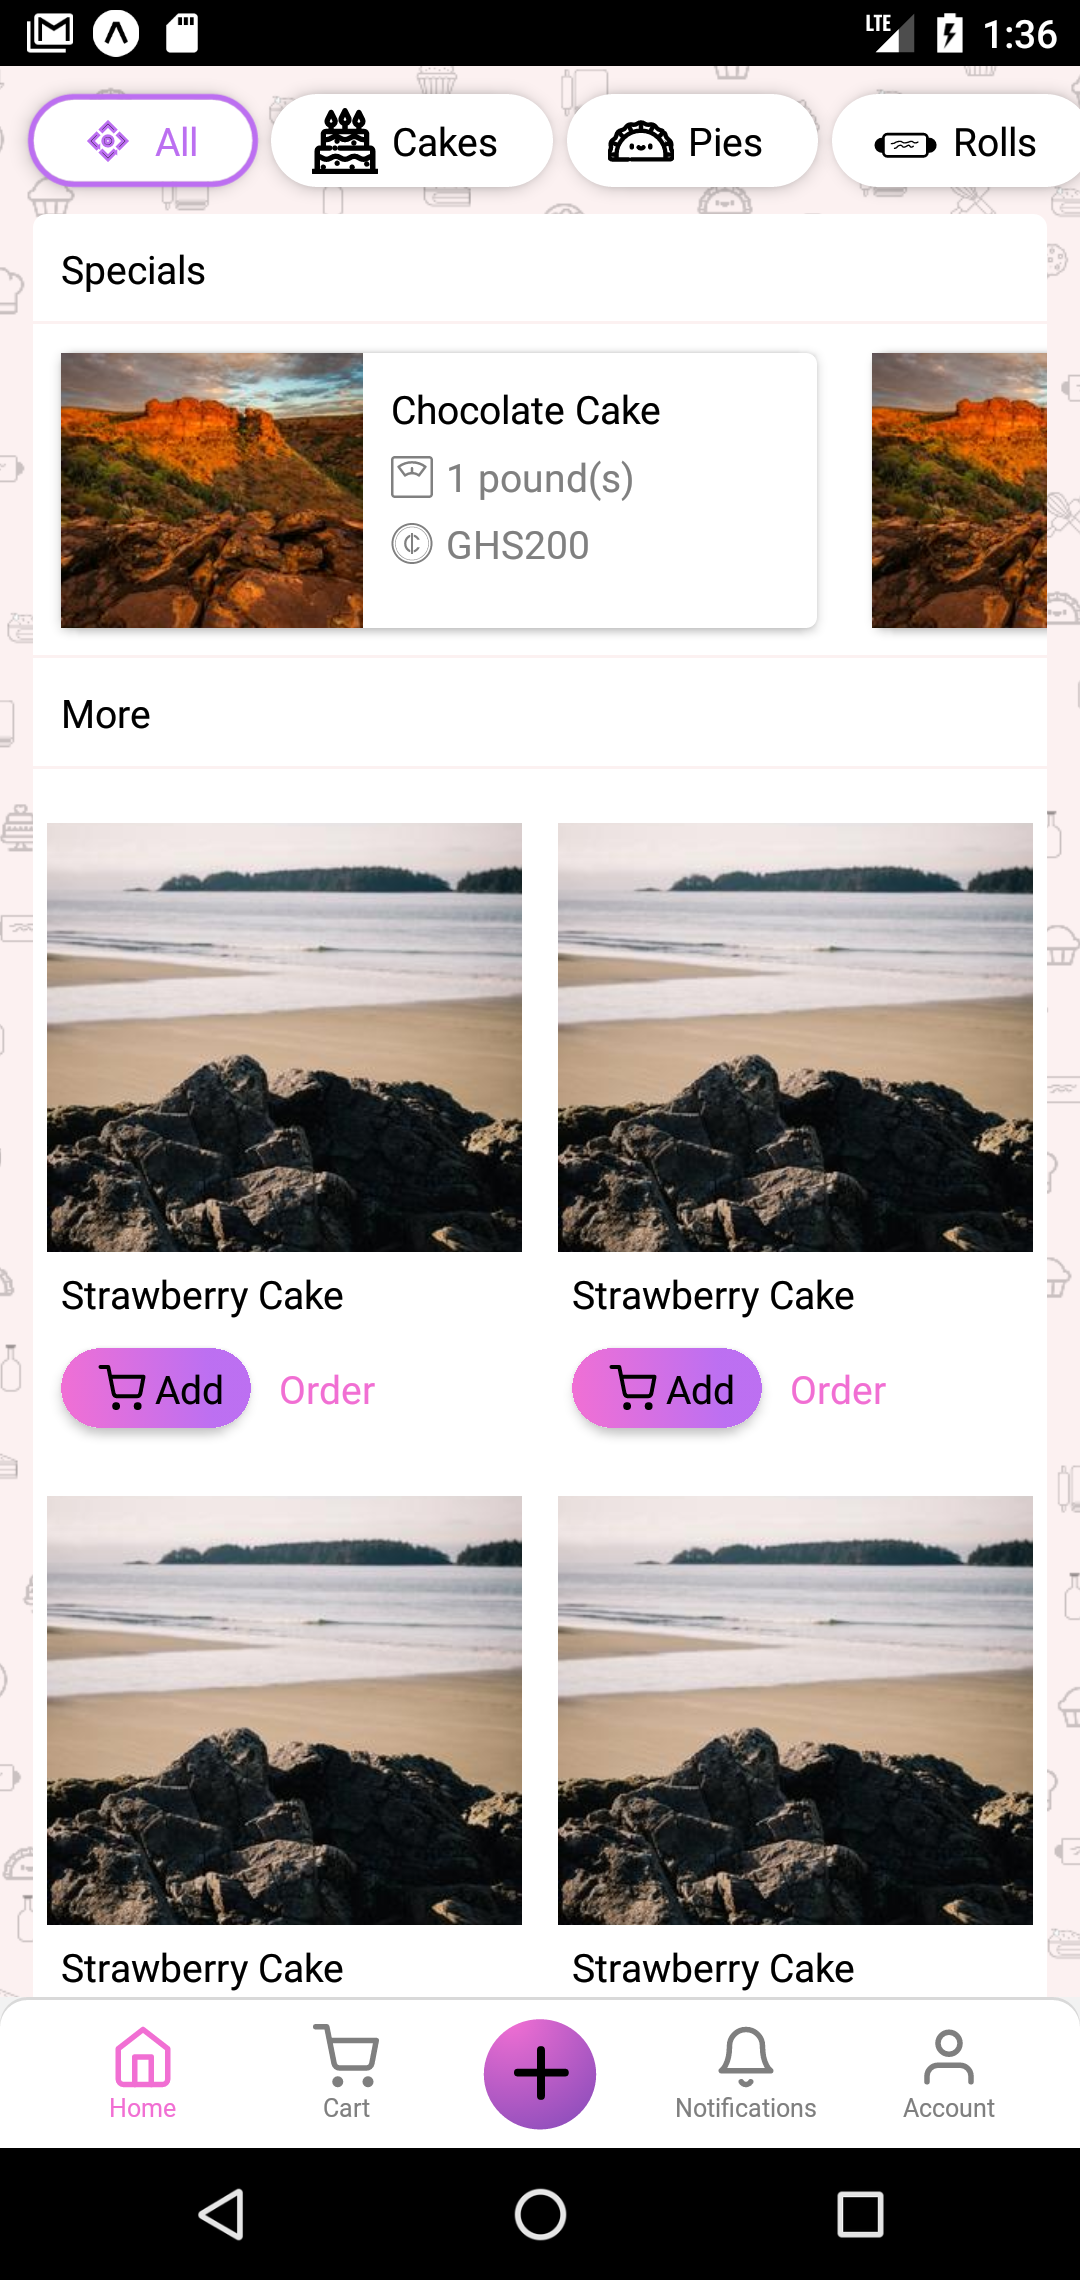 LTE 1:36
All Cakes Pies Rolls
Specials
Chocolate Cake
1 pound(s)
GHS200
More
Strawberry Cake Strawberry Cake
Add Order Add Order
Strawberry Cake Strawberry Cake
Home Cart Notifications Account